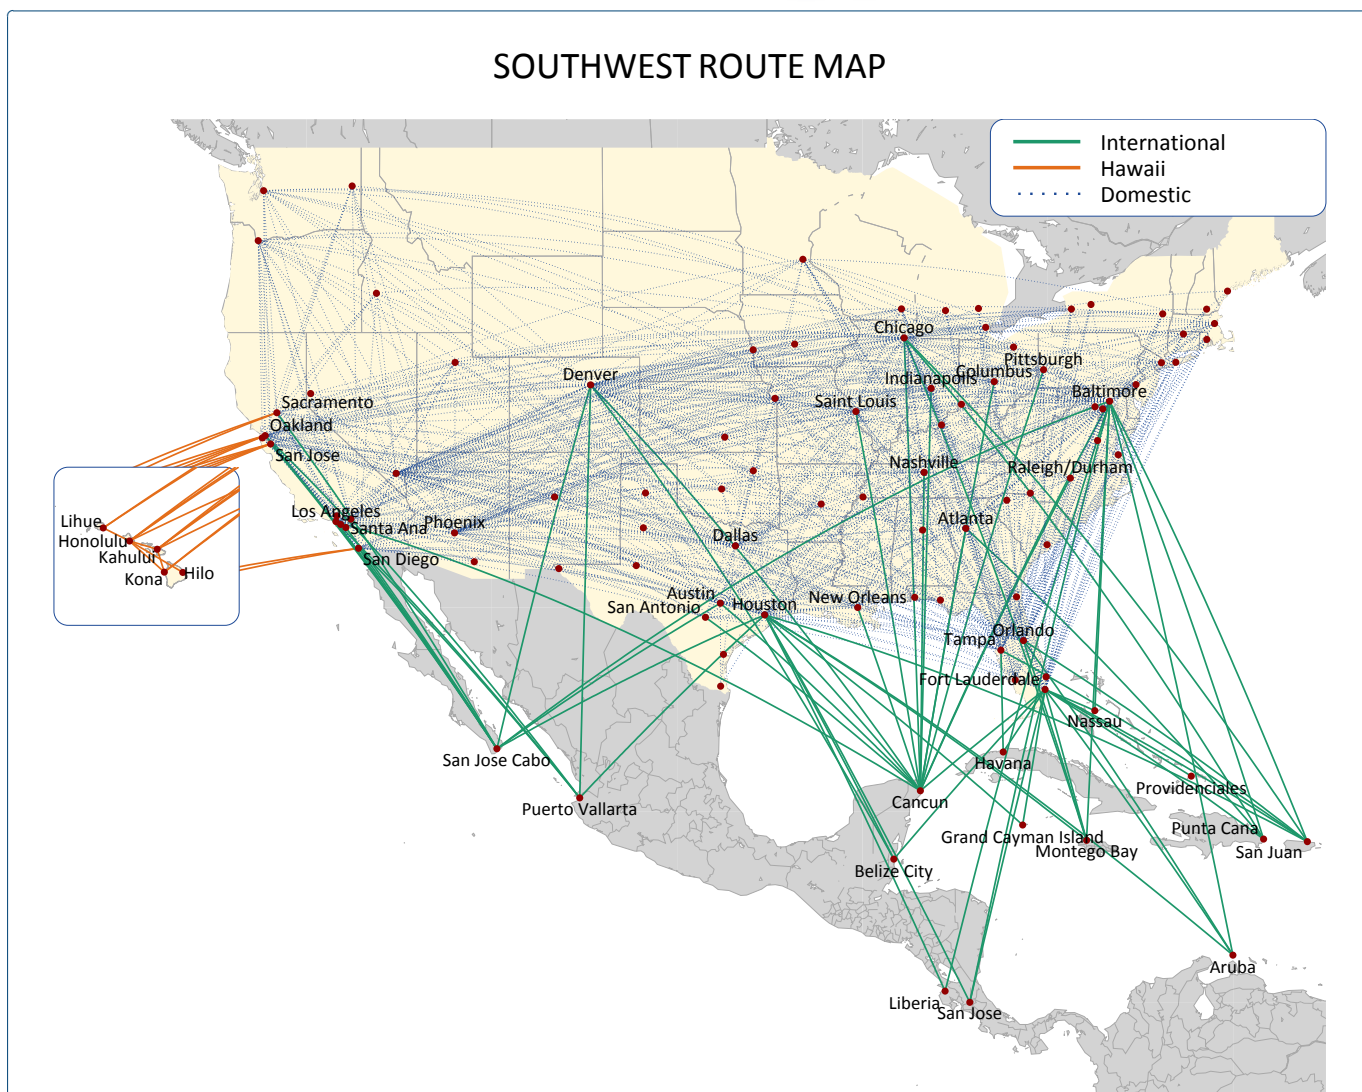 SOUTHWEST ROUTE MAP
International
Hawaii
Domestic
Chicago
Pittsburgh
Columbus
Indianapolis
Denver
Baltimore
Saint Louis
Sacramento
Oakland
San Jose
Nashville
Raleigh/Durham
Los Angeles
Santa Ana
Phoenix
Atlanta
Dallas
San Diego
Lihue
Honolulu
Kahului
Kona
Hilo
Austin
San Antonio
Houston
New Orleans
Orlando
Tampa
Fort Lauderdale
Nassau
San Jose Cabo
Havana
Puerto Vallarta
Cancun
Providenciales
Grand Cayman Island
Montego Bay
Punta Cana
San Juan
Belize City
Aruba
Liberia
San Jose